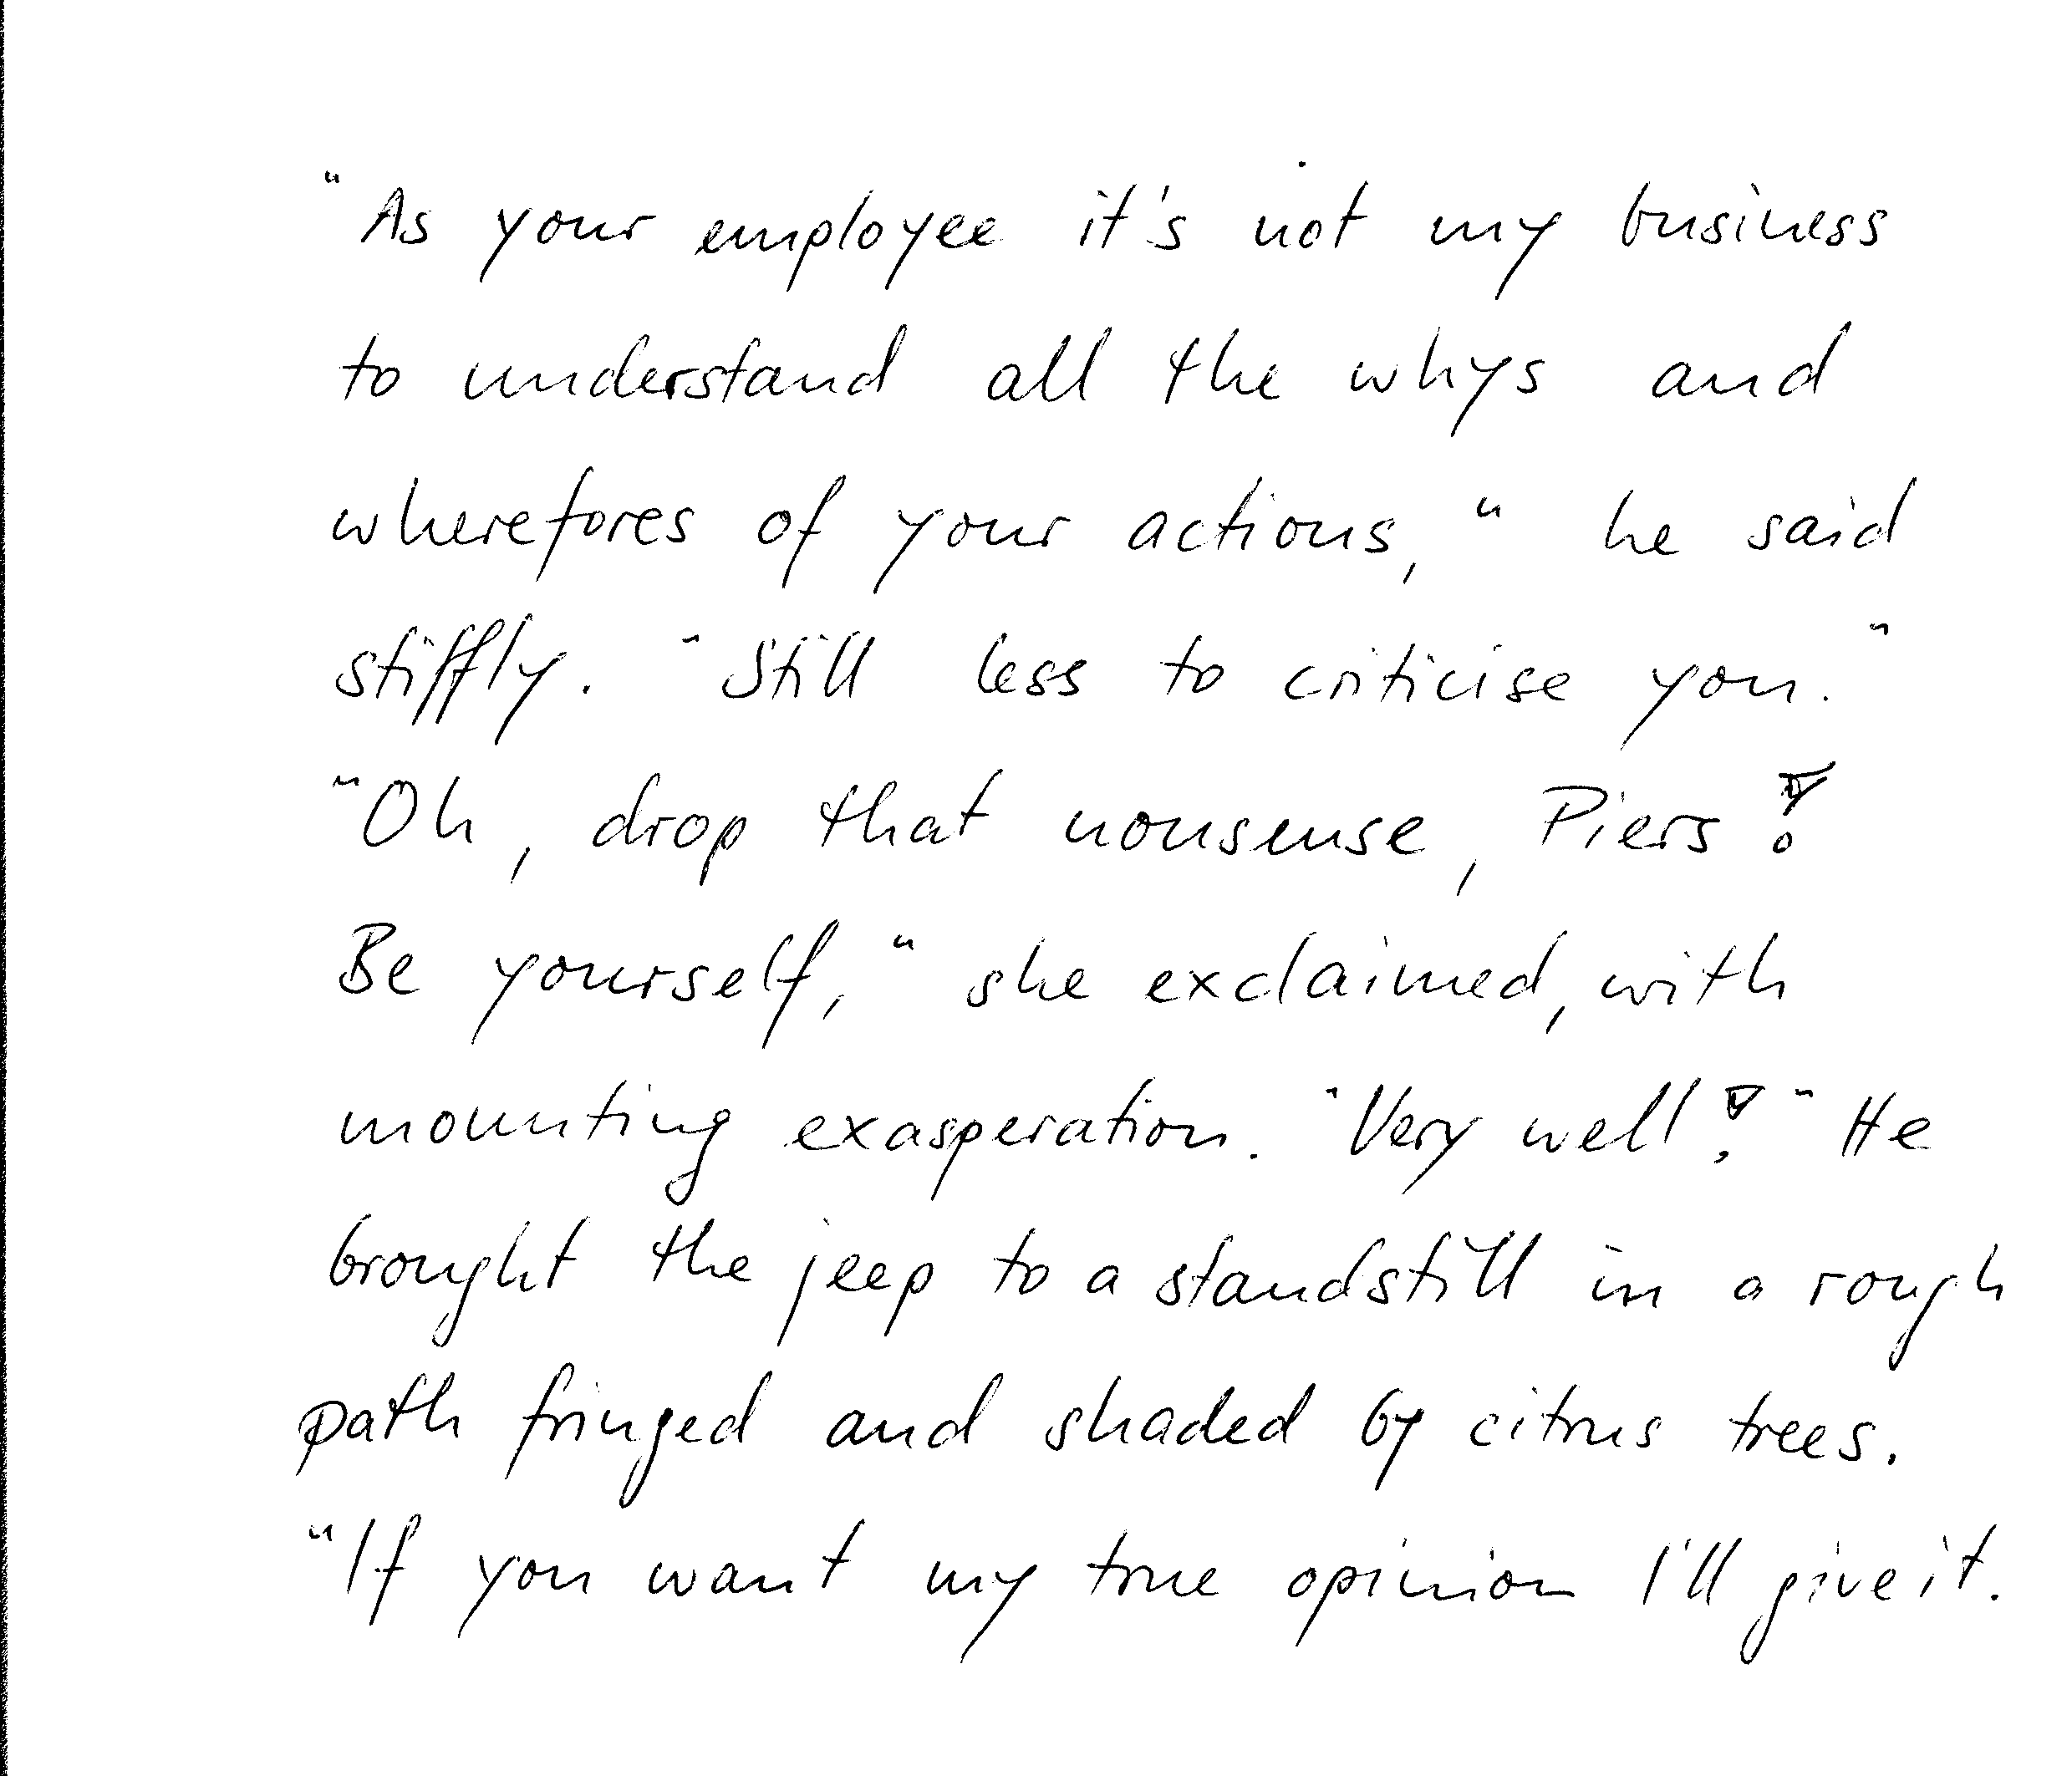 "As your employee it's not my business
to understand all the whys and
wherefores of your actions," he said
stiffly. "Still less to criticise you."
"Oh, drop that nonsense, Piers!
Be yourself," she exclaimed, with
mounting exasperation. "Very well!" He
brought the jeep to a standstill in a rough
path fringed and shaded by citrus trees.
"If you want my true opinion I'll give it.